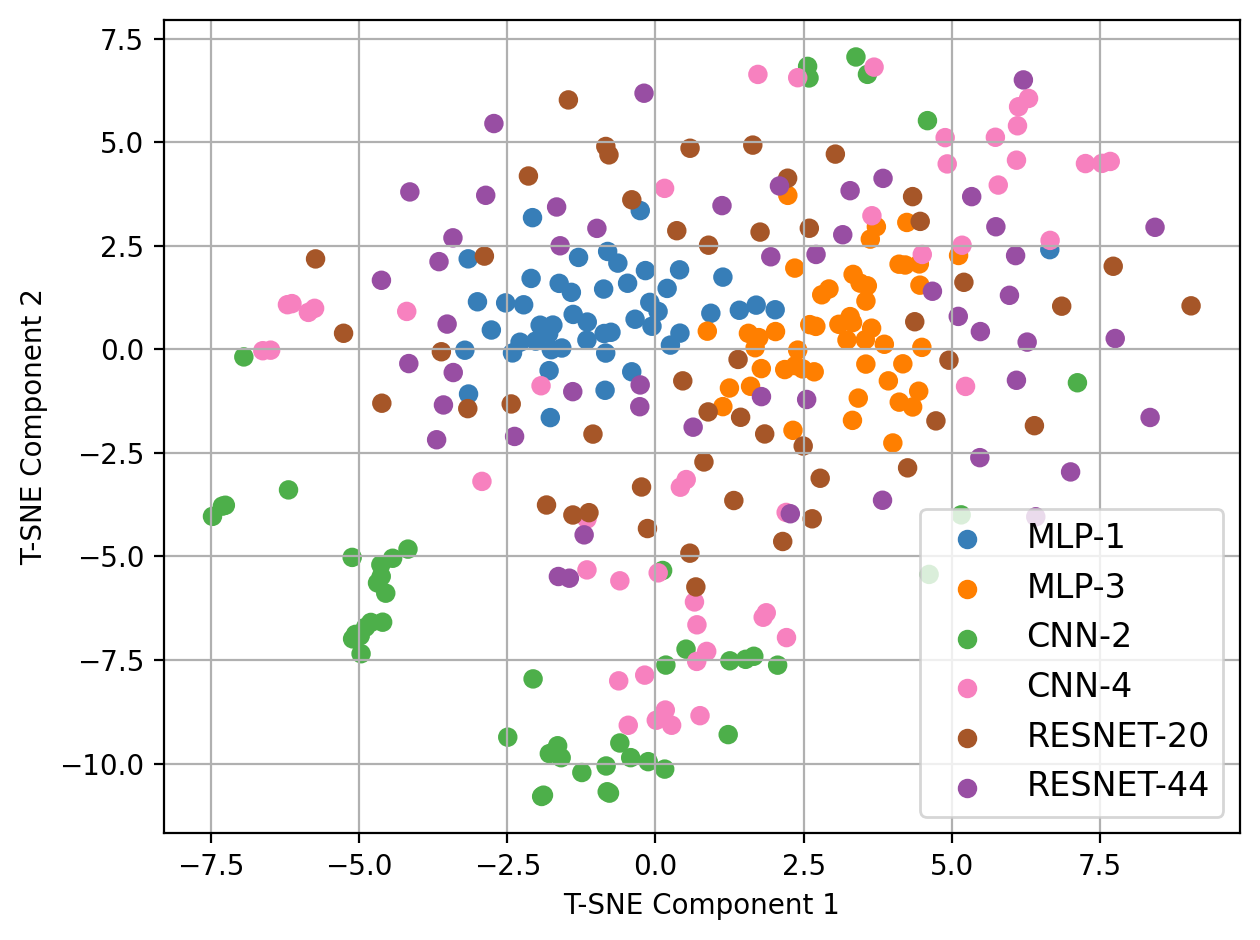 7.5
5.0
2.5
0.0
−2.5
−5.0
−7.5
−10.0
T-SNE Component 2
−7.5 −5.0 −2.5 0.0 2.5 5.0 7.5
T-SNE Component 1
MLP-1
MLP-3
CNN-2
CNN-4
RESNET-20
RESNET-44